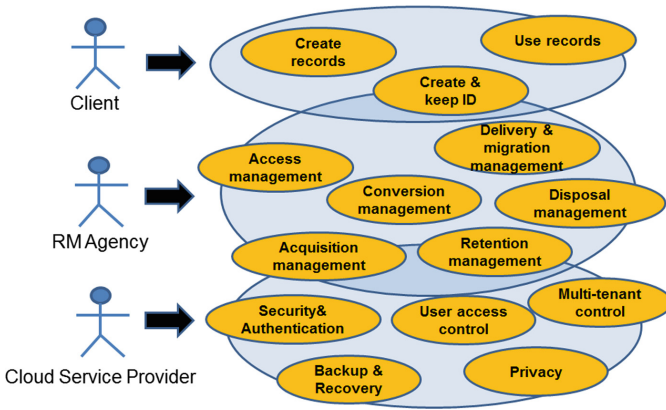 Create
records
Use records
Client
Create &
keep ID
Delivery &
migration
management
Access
management
Conversion
management
Disposal
management
RM Agency
Acquisition
management
Retention
management
Security&
Authentication
User access
control
Multi-tenant
control
Cloud Service Provider
Backup &
Recovery
Privacy